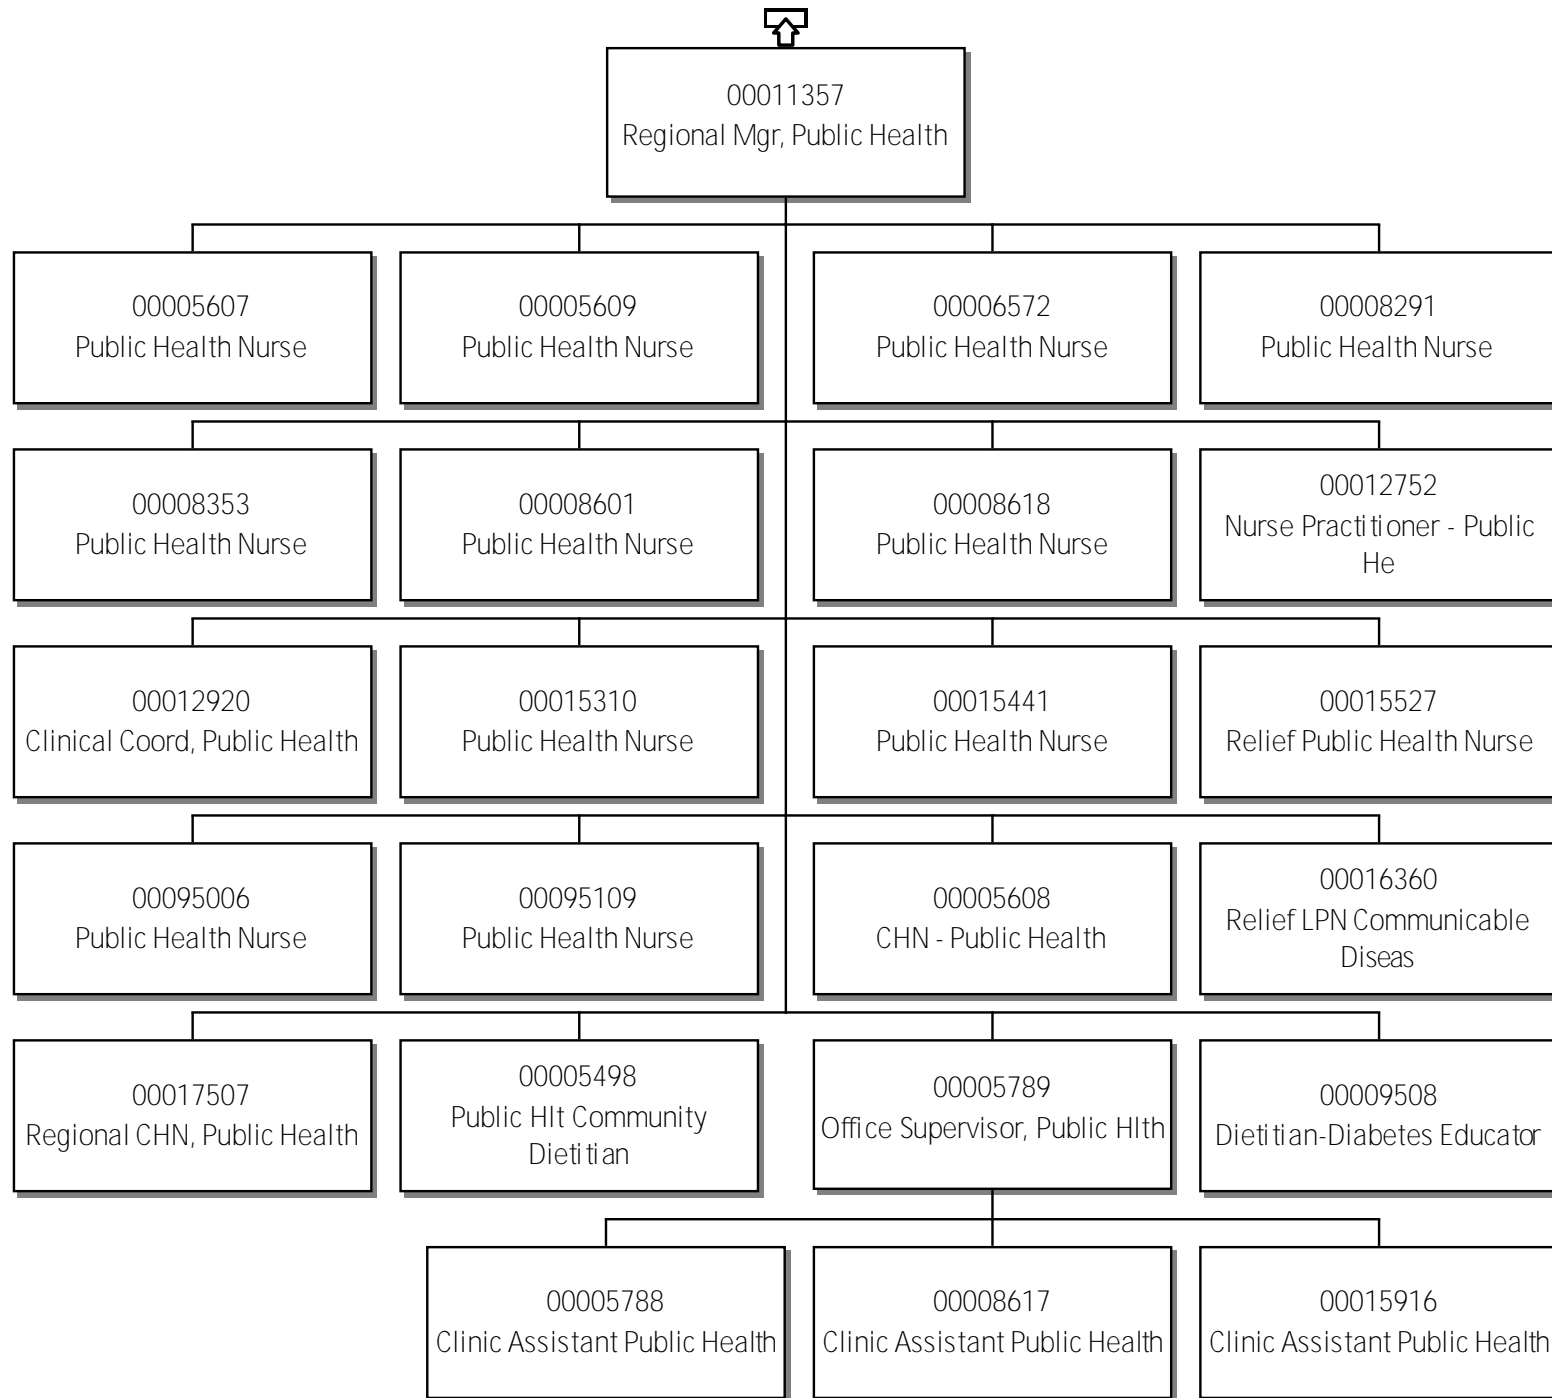 00011357
Regional Mgr, Public Health
00005607
Public Health Nurse
00005609
Public Health Nurse
00006572
Public Health Nurse
00008291
Public Health Nurse
00008353
Public Health Nurse
00008601
Public Health Nurse
00008618
Public Health Nurse
00012752
Nurse Practitioner - Public
He
00012920
Clinical Coord, Public Health
00015310
Public Health Nurse
00015441
Public Health Nurse
00015527
Relief Public Health Nurse
00095006
Public Health Nurse
00095109
Public Health Nurse
00005608
CHN - Public Health
00016360
Relief LPN Communicable
Diseas
00017507
Regional CHN, Public Health
00005498
Public Hlt Community
Dietitian
00005789
Office Supervisor, Public Hlth
00009508
Dietitian-Diabetes Educator
00005788
Clinic Assistant Public Health
00008617
Clinic Assistant Public Health
00015916
Clinic Assistant Public Health